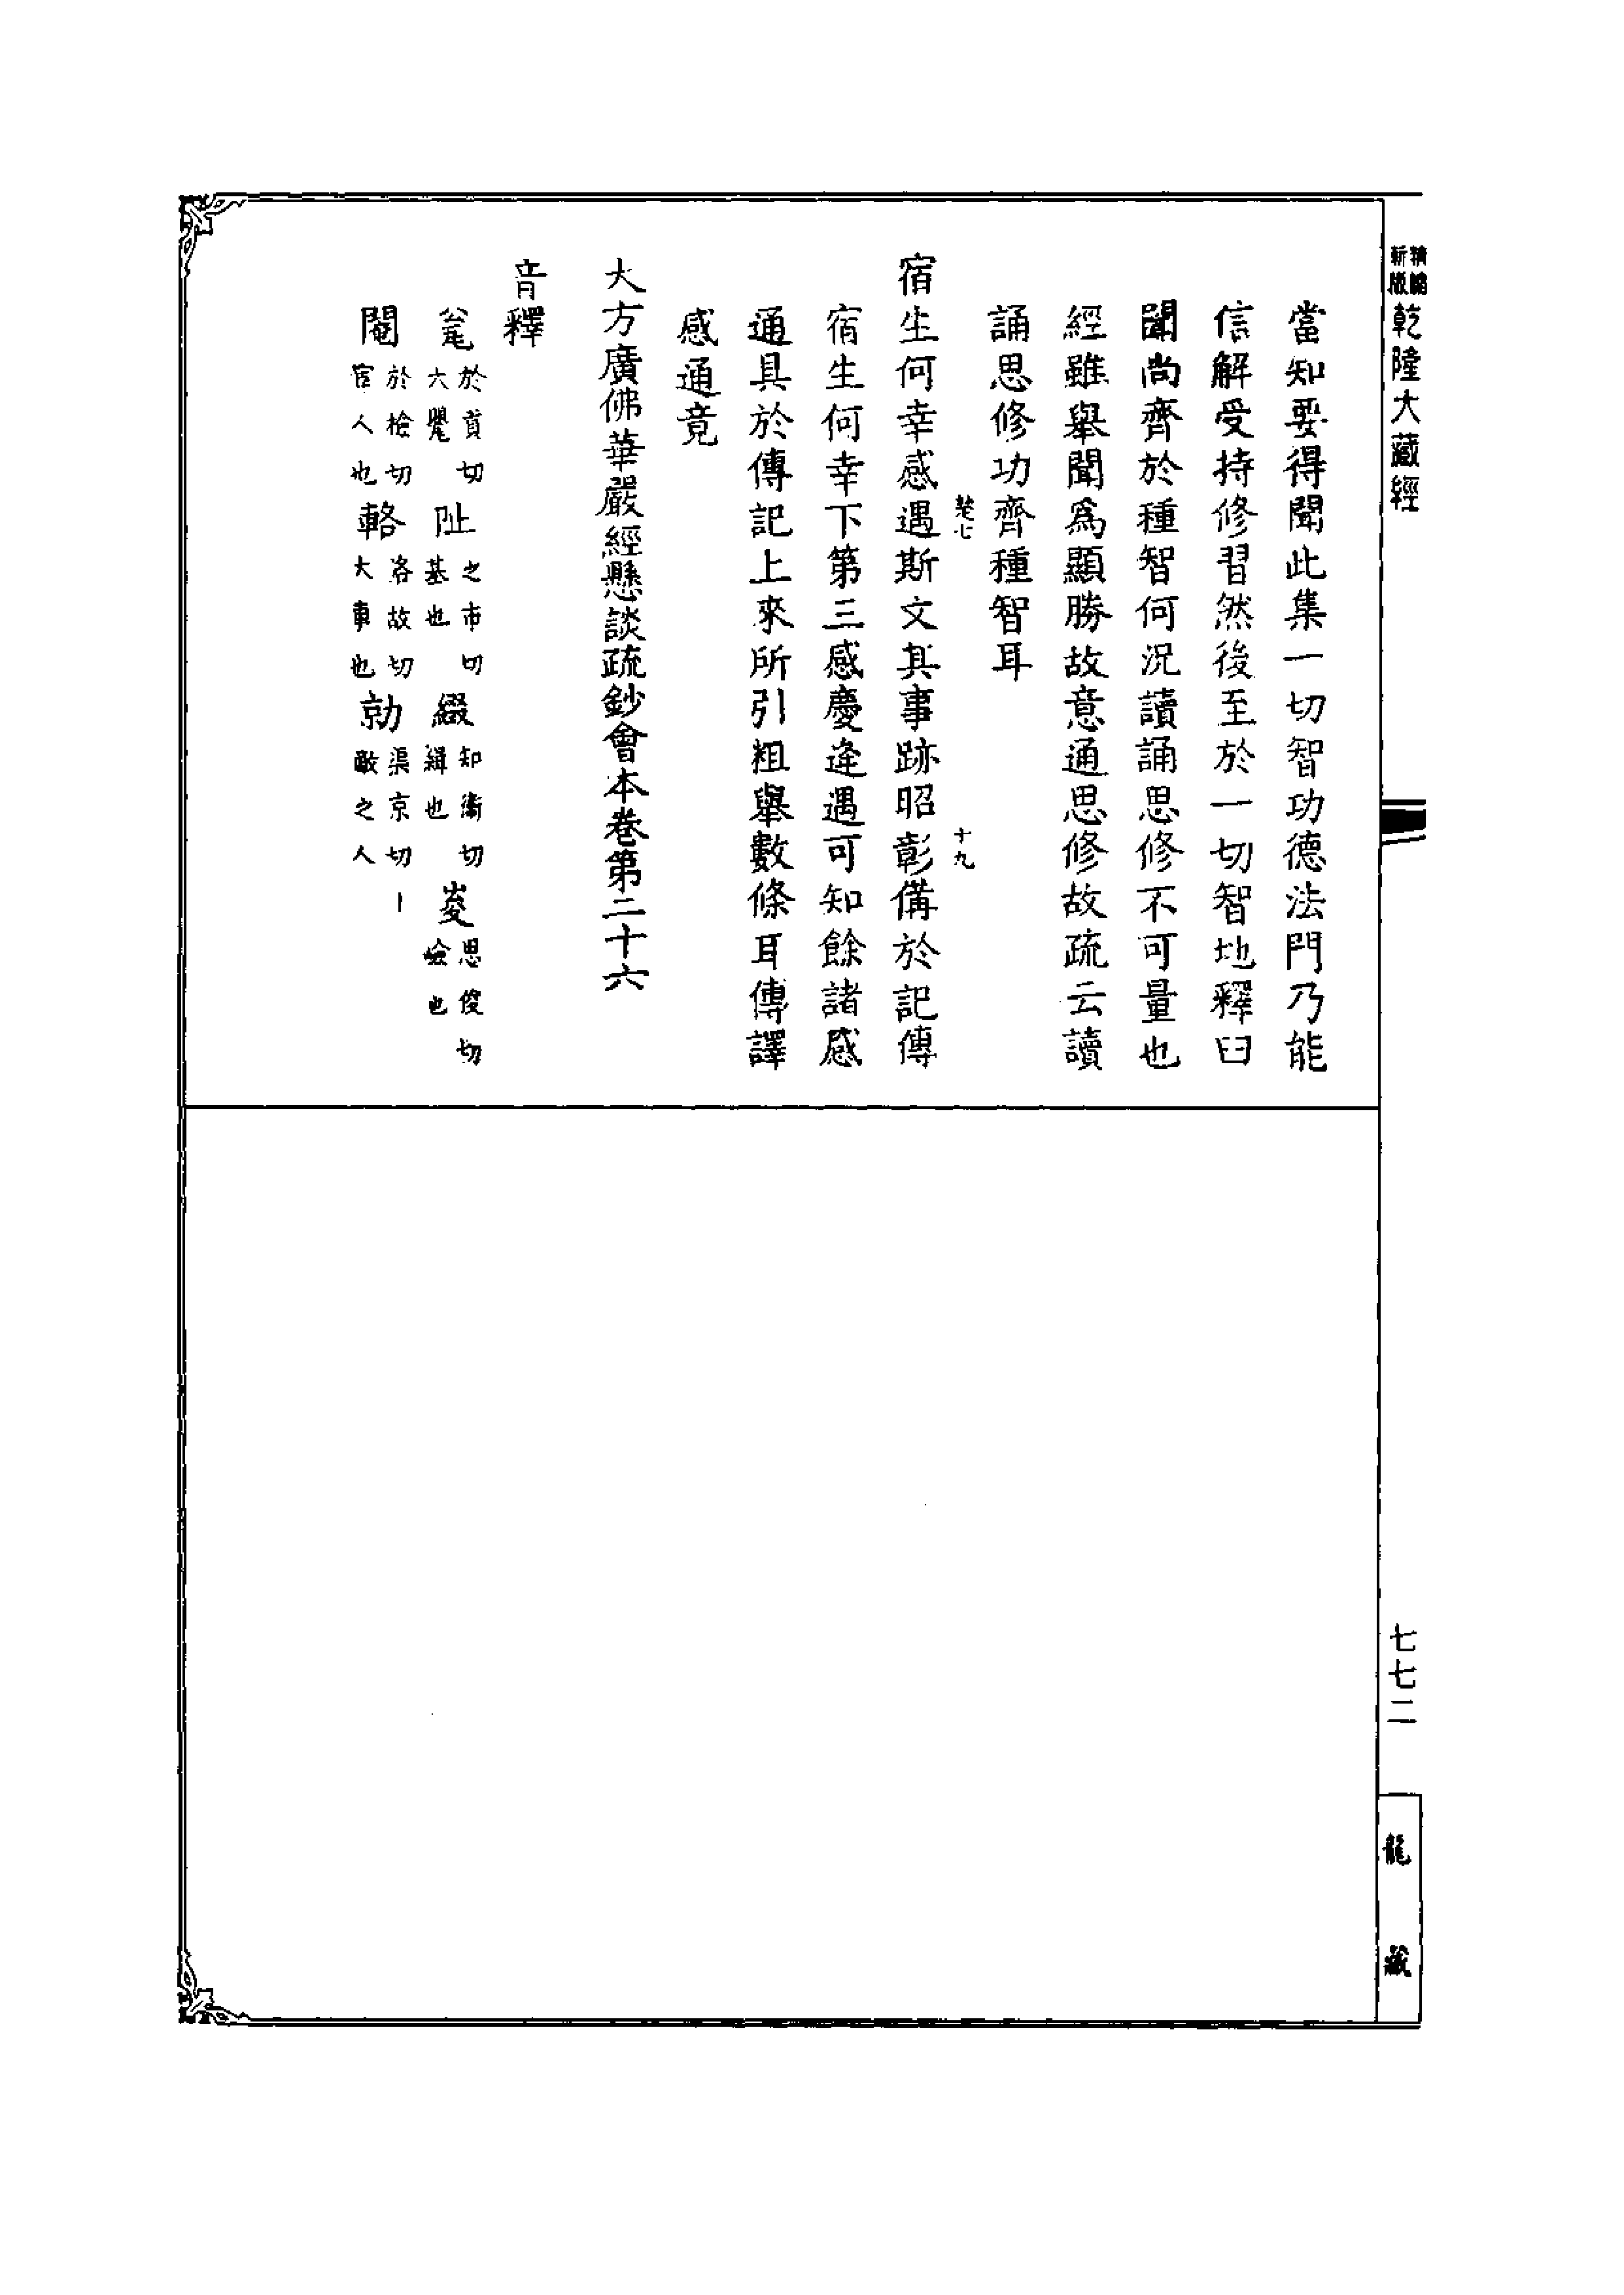 精編
新版
乾隆大藏經
當知要得聞此集一切智功德法門乃能
信解受持修習然後至於一切智地釋曰
聞尚齊於種智何況讀誦思修不可量也
經雖舉聞爲顯勝故意通思修故疏云讀
誦思修功齊種智耳
楚七
十九
宿生何幸感遇斯文其事跡昭彰備於記傳
宿生何幸下第三感慶逢遇可知餘諸感
通具於傳記上來所引粗舉數條耳傳譯
感通竟
大方廣佛華嚴經懸談疏鈔會本卷第二十六
音釋
瓮於貢切大甖 阯之市切基也 綴知衛切緝也 峻思俊切嶮也
閹於檢切宦人也 輅洛故切大車也 勍渠京切敵之人
七七二
龍藏